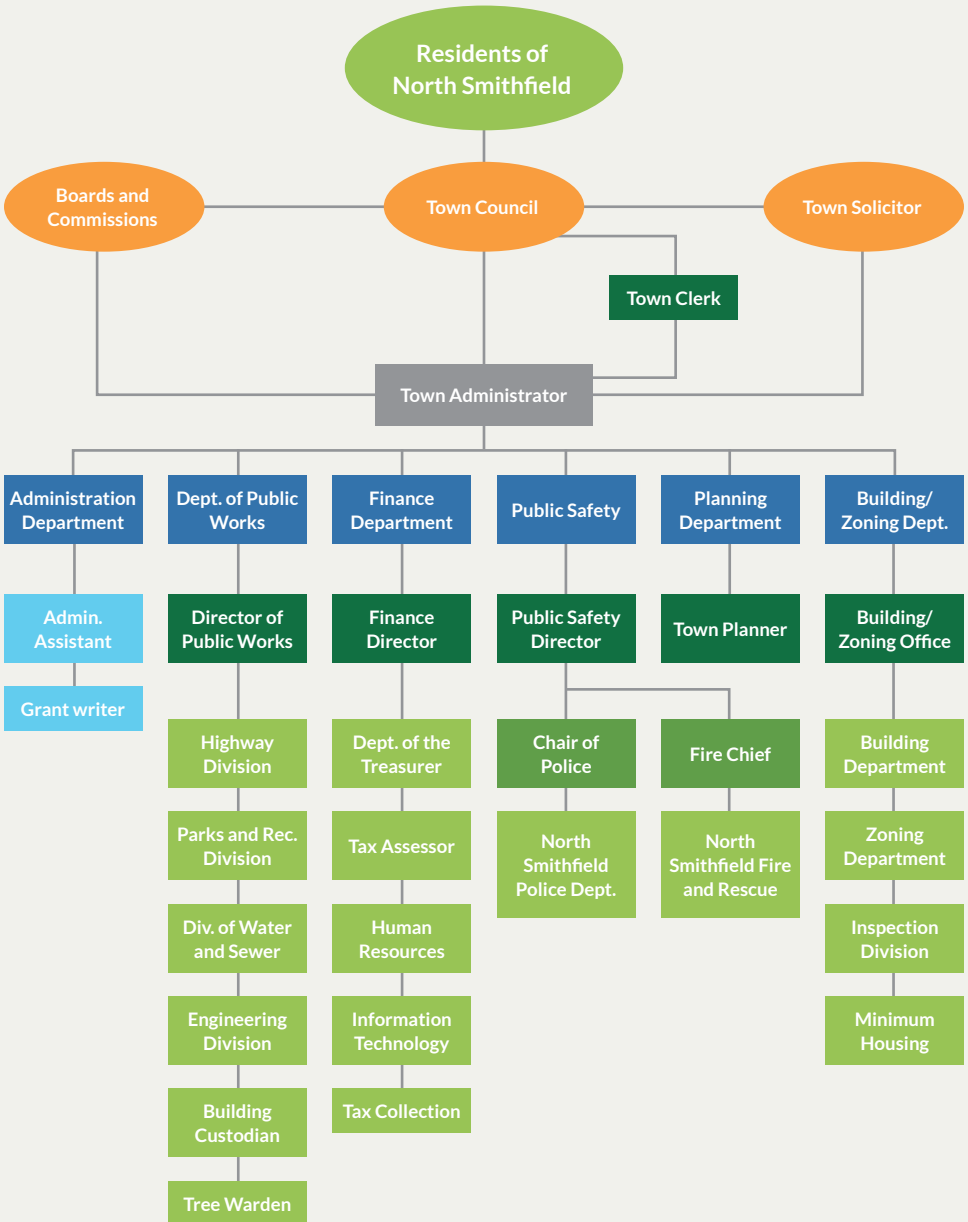 Residents of
North Smithfield
Boards and
Commissions
Town Council
Town Solicitor
Town Clerk
Town Administrator
Administration
Department
Dept. of Public
Works
Finance
Department
Public Safety
Planning
Department
Building/
Zoning Dept.
Admin.
Assistant
Director of
Public Works
Finance
Director
Public Safety
Director
Town Planner
Building/
Zoning Office
Grant writer
Highway
Division
Dept. of the
Treasurer
Chair of
Police
Fire Chief
Building
Department
Parks and Rec.
Division
Tax Assessor
North
Smithfield
Police Dept.
North
Smithfield Fire
and Rescue
Zoning
Department
Div. of Water
and Sewer
Human
Resources
Inspection
Division
Engineering
Division
Information
Technology
Minimum
Housing
Building
Custodian
Tax Collection
Tree Warden